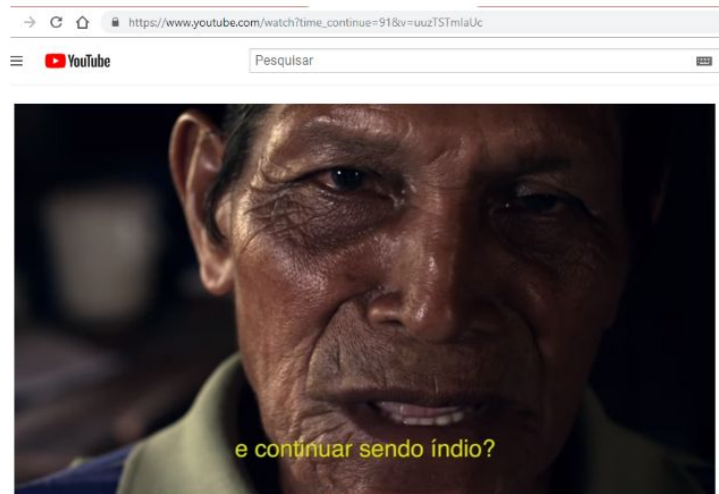 https://www.youtube.com/watch?time_continue=91&v=uuzTSTmlaUc
YouTube
Pesquisar
e continuar sendo índio?